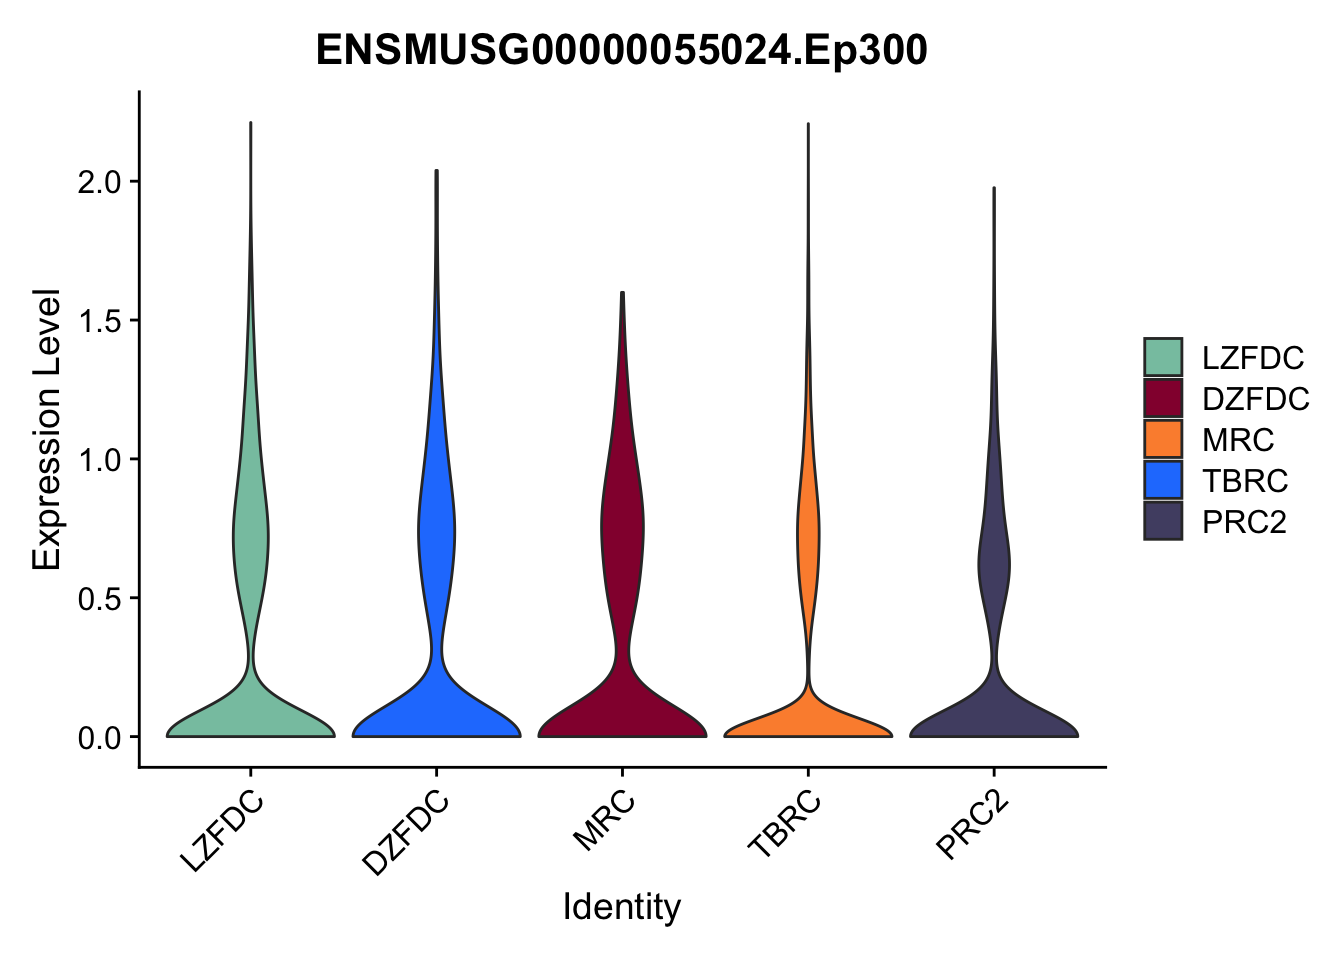 ENSMUSG00000055024.Ep300
Expression Level
2.0
1.5
1.0
0.5
0.0
LZFDC
DZFDC
MRC
TBRC
PRC2
Identity
LZFDC
DZFDC
MRC
TBRC
PRC2